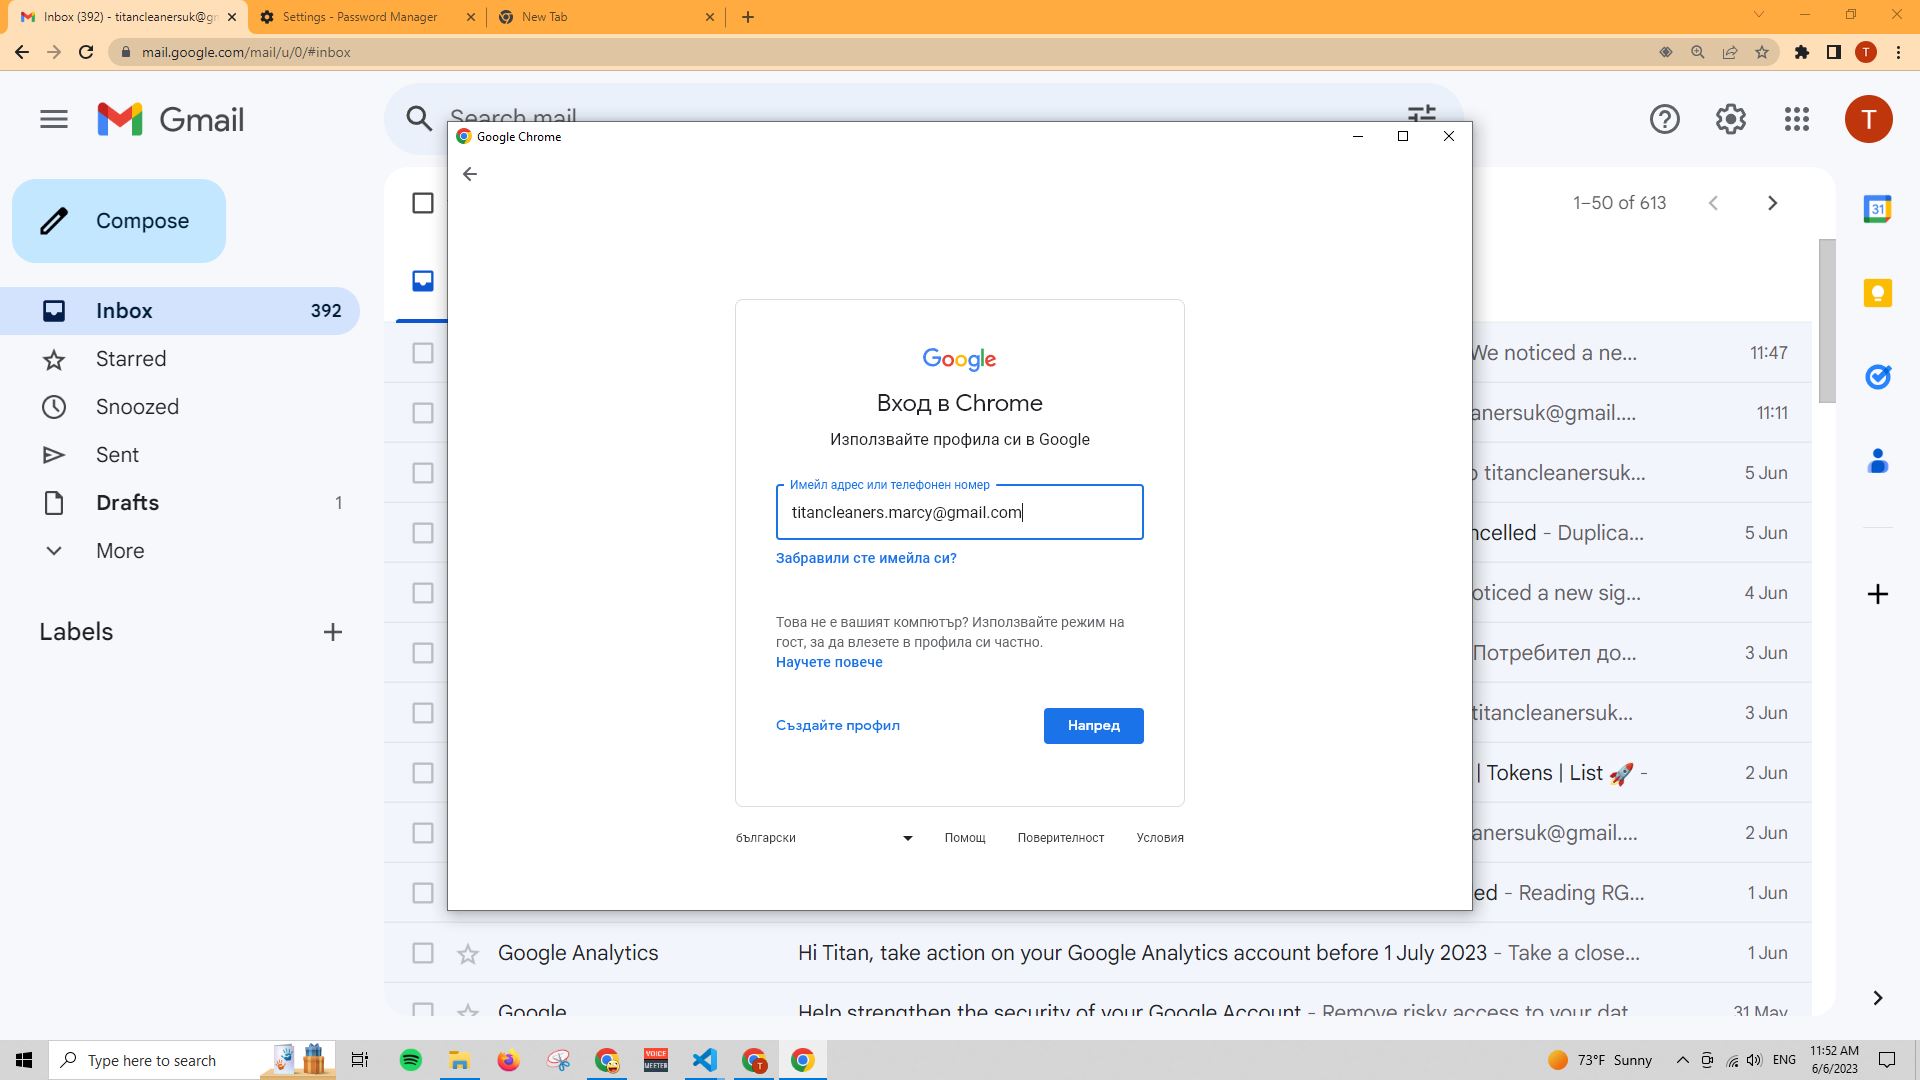 Inbox (392) - titancleanersuk@gm
Settings - Password Manager
New Tab
mail.google.com/mail/u/0/#inbox
T
Gmail
Search mail
T
Google Chrome
Compose
1–50 of 613
31
Inbox 392
Starred
Snoozed
Sent
Drafts 1
More
Labels
Google
Вход в Chrome
Използвайте профила си в Google
Имейл адрес или телефонен номер
titancleaners.marcy@gmail.com
Забравили сте имейла си?
Това не е вашият компютър? Използвайте режим на
гост, за да влезете в профила си частно.
Научете повече
Създайте профил
Напред
български
Помощ
Поверителност
Условия
We noticed a ne... 11:47
anersuk@gmail.... 11:11
titancleanersuk... 5 Jun
ncelled - Duplica... 5 Jun
oticed a new sig... 4 Jun
Потребител до... 3 Jun
titancleanersuk... 3 Jun
| Tokens | List 🚀 - 2 Jun
anersuk@gmail.... 2 Jun
ed - Reading RG... 1 Jun
Google Analytics Hi Titan, take action on your Google Analytics account before 1 July 2023 - Take a close... 1 Jun
Google Help strengthen the security of your Google Account - Remove risky access to your dat 31 May
Type here to search
VOICE
MEETER
T
73°F Sunny
ENG
11:52 AM
6/6/2023